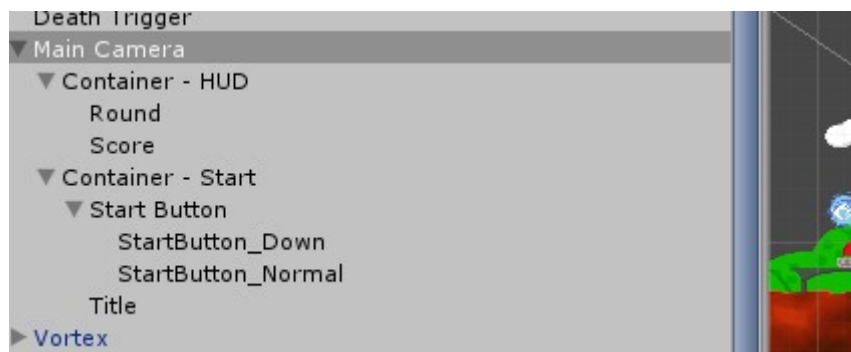 Death Trigger
Main Camera
Container - HUD
Round
Score
Container - Start
Start Button
StartButton_Down
StartButton_Normal
Title
Vortex